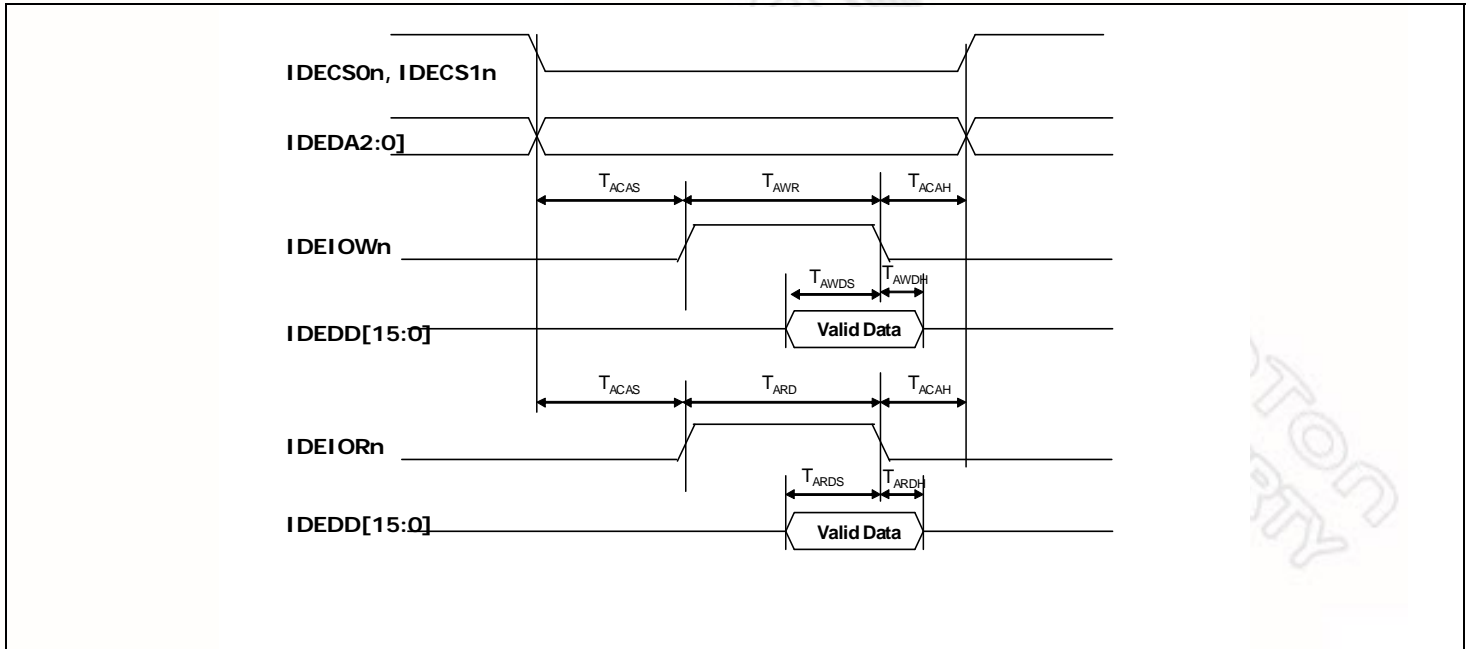 IDECS0n, IDECS1n
IDEDA2:0]
TACAS TAWR TACAH
IDEIOWn
TAWDS TAWDH
IDEDD[15:0] Valid Data
TACAS TARD TACAH
IDEIORn
TARDS TARDH
IDEDD[15:0] Valid Data